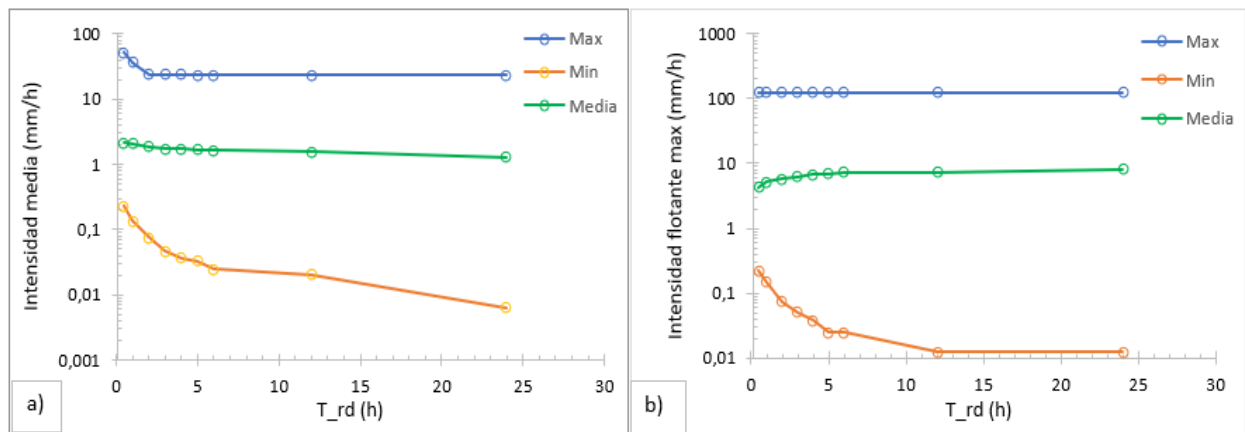 Intensidad media (mm/h)
100
10
1
0,1
0,01
0,001
0 5 10 15 20 25 30
T_rd (h)
Max
Min
Media
a)
Intensidad flotante max (mm/h)
1000
100
10
1
0,1
0,01
0 5 10 15 20 25 30
T_rd (h)
Max
Min
Media
b)